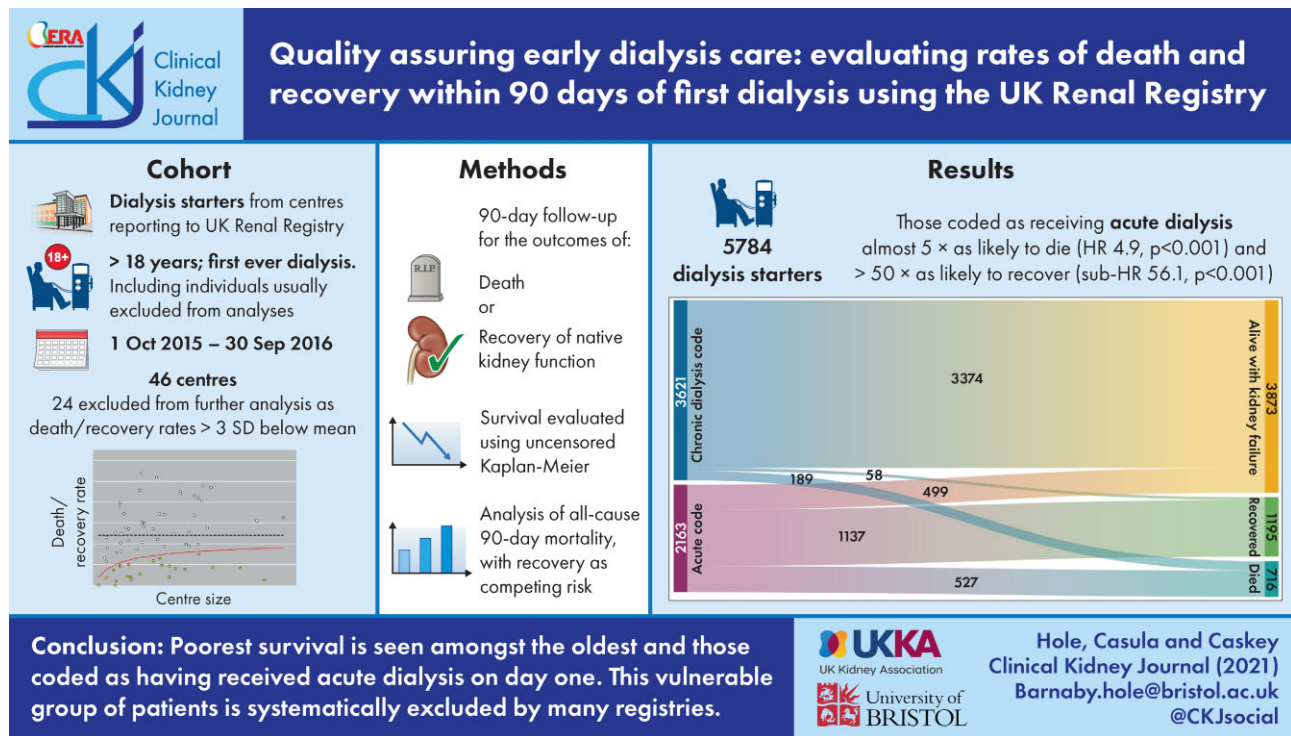 ERA
ckj
Clinical
Kidney
Journal
Quality assuring early dialysis care: evaluating rates of death and
recovery within 90 days of first dialysis using the UK Renal Registry
Cohort
Dialysis starters from centres
reporting to UK Renal Registry
18+
> 18 years; first ever dialysis.
Including individuals usually
excluded from analyses
1 Oct 2015 – 30 Sep 2016
46 centres
24 excluded from further analysis as
death/recovery rates > 3 SD below mean
Death/
recovery rate
Centre size
Methods
90-day follow-up
for the outcomes of:
R.I.P.
Death
or
Recovery of native
kidney function
Survival evaluated
using uncensored
Kaplan-Meier
Analysis of all-cause
90-day mortality,
with recovery as
competing risk
Results
5784
dialysis starters
Those coded as receiving acute dialysis
almost 5 × as likely to die (HR 4.9, p<0.001) and
> 50 × as likely to recover (sub-HR 56.1, p<0.001)
3621
Chronic dialysis code
2163
Acute code
3374
189
58
499
1137
527
Alive with kidney failure
3873
Recovered
1195
Died
716
Conclusion: Poorest survival is seen amongst the oldest and those
coded as having received acute dialysis on day one. This vulnerable
group of patients is systematically excluded by many registries.
UKKA
UK Kidney Association
University of
BRISTOL
Hole, Casula and Caskey
Clinical Kidney Journal (2021)
Barnaby.hole@bristol.ac.uk
@CKJsocial